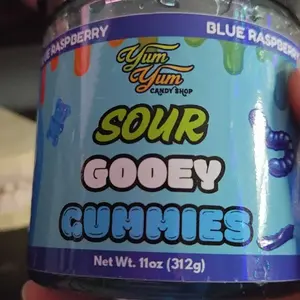 BLUE RASPBERRY
BLUE RASPBERRY
Yum
Yum
CANDY SHOP
SOUR
GOOEY
GUMMIES
Net Wt. 11oz (312g)